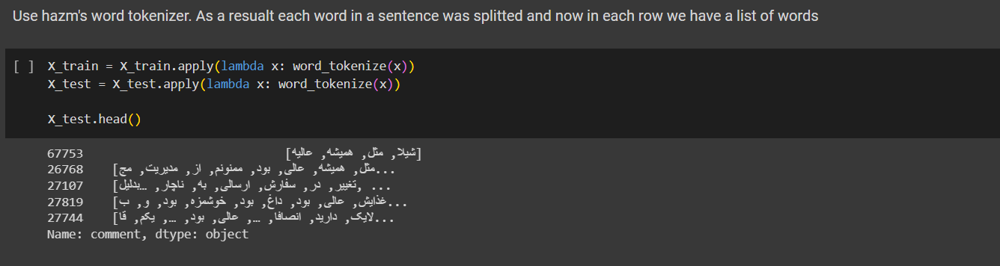 Use hazm's word tokenizer. As a resualt each word in a sentence was splitted and now in each row we have a list of words
[ ] X_train = X_train.apply(lambda x: word_tokenize(x))
X_test = X_test.apply(lambda x: word_tokenize(x))
X_test.head()
67753 [شیلا, مثل, همیشه, عالیه]
26768 [مثل, همیشه, عالی, بود, ممنونم, از, مدیریت, مج...
27107 [بدلیل…, تغییر, در, سفارش, ارسالی, به, ناچار, ...
27819 [غذایش, عالی, بود, داغ, بود, خوشمزه, بود, و, ب...
27744 [لایک, دارید, انصافا, …, عالی, بود, …, یکم, قا...
Name: comment, dtype: object